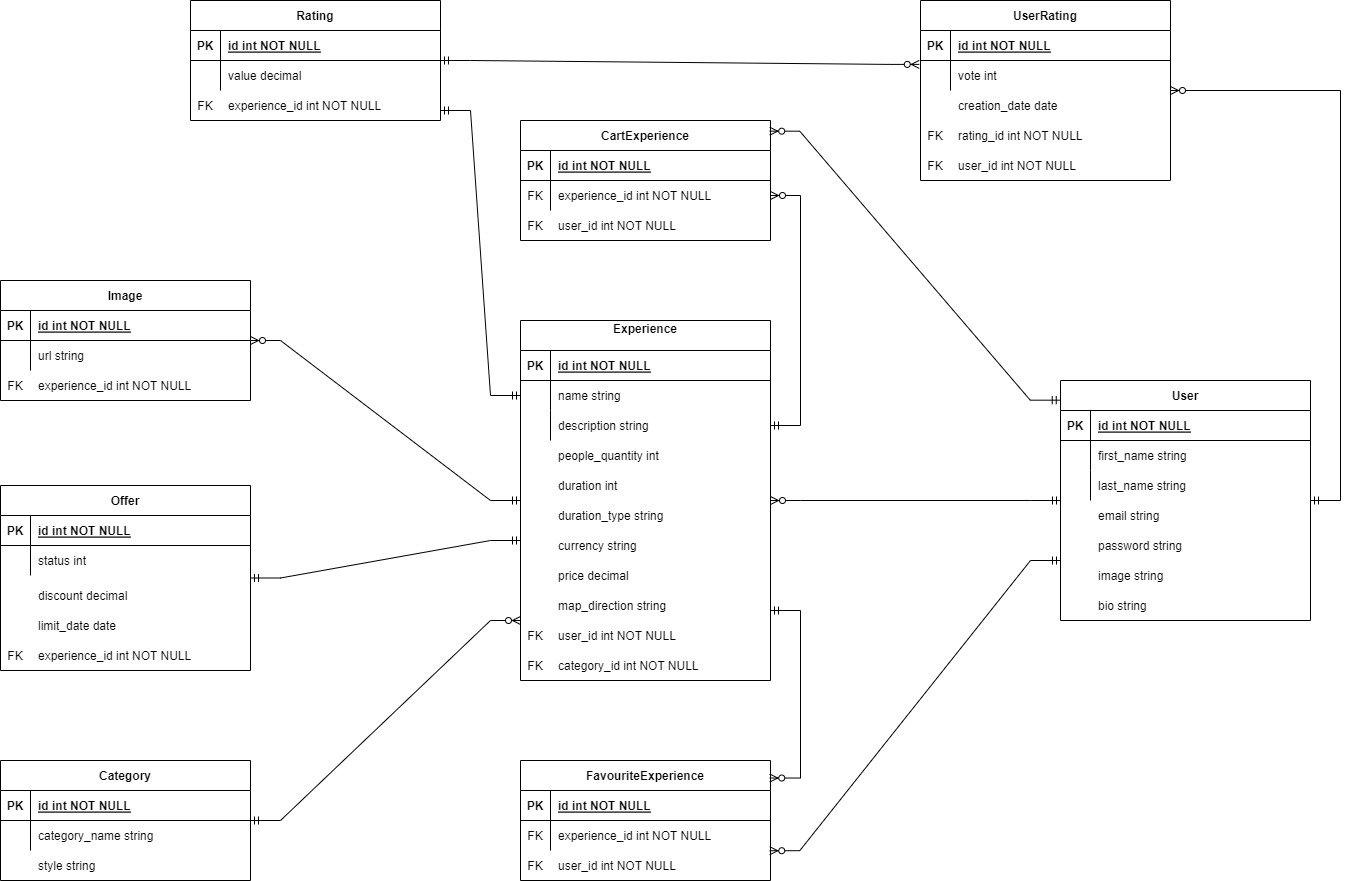 Rating
PK id int NOT NULL
value decimal
FK experience_id int NOT NULL
UserRating
PK id int NOT NULL
vote int
creation_date date
FK rating_id int NOT NULL
FK user_id int NOT NULL
CartExperience
PK id int NOT NULL
FK experience_id int NOT NULL
FK user_id int NOT NULL
Image
PK id int NOT NULL
url string
FK experience_id int NOT NULL
Experience
PK id int NOT NULL
name string
description string
people_quantity int
duration int
duration_type string
currency string
price decimal
map_direction string
FK user_id int NOT NULL
FK category_id int NOT NULL
User
PK id int NOT NULL
first_name string
last_name string
email string
password string
image string
bio string
Offer
PK id int NOT NULL
status int
discount decimal
limit_date date
FK experience_id int NOT NULL
Category
PK id int NOT NULL
category_name string
style string
FavouriteExperience
PK id int NOT NULL
FK experience_id int NOT NULL
FK user_id int NOT NULL